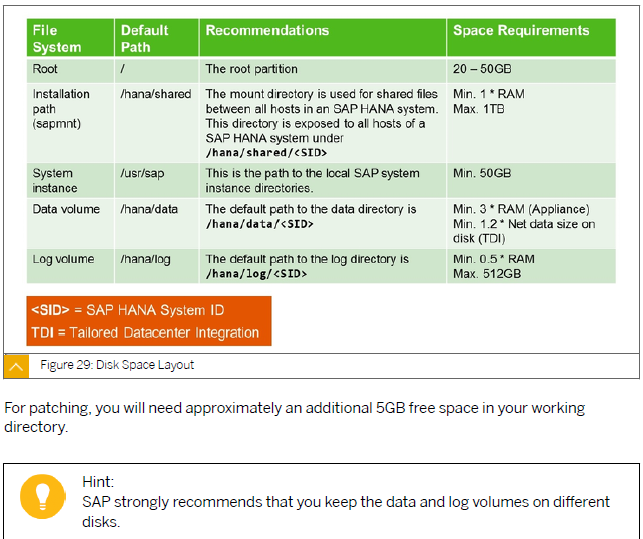 File System
Default Path
Recommendations
Space Requirements
Root
/
The root partition
20 – 50GB
Installation path (sapmnt)
/hana/shared
The mount directory is used for shared files
between all hosts in an SAP HANA system.
This directory is exposed to all hosts of a
SAP HANA system under
/hana/shared/<SID>
Min. 1 * RAM
Max. 1TB
System instance
/usr/sap
This is the path to the local SAP system
instance directories.
Min. 50GB
Data volume
/hana/data
The default path to the data directory is
/hana/data/<SID>
Min. 3 * RAM (Appliance)
Min. 1.2 * Net data size on
disk (TDI)
Log volume
/hana/log
The default path to the log directory is
/hana/log/<SID>
Min. 0.5 * RAM
Max. 512GB
<SID> = SAP HANA System ID
TDI = Tailored Datacenter Integration
Figure 29: Disk Space Layout
For patching, you will need approximately an additional 5GB free space in your working
directory.
Hint:
SAP strongly recommends that you keep the data and log volumes on different
disks.